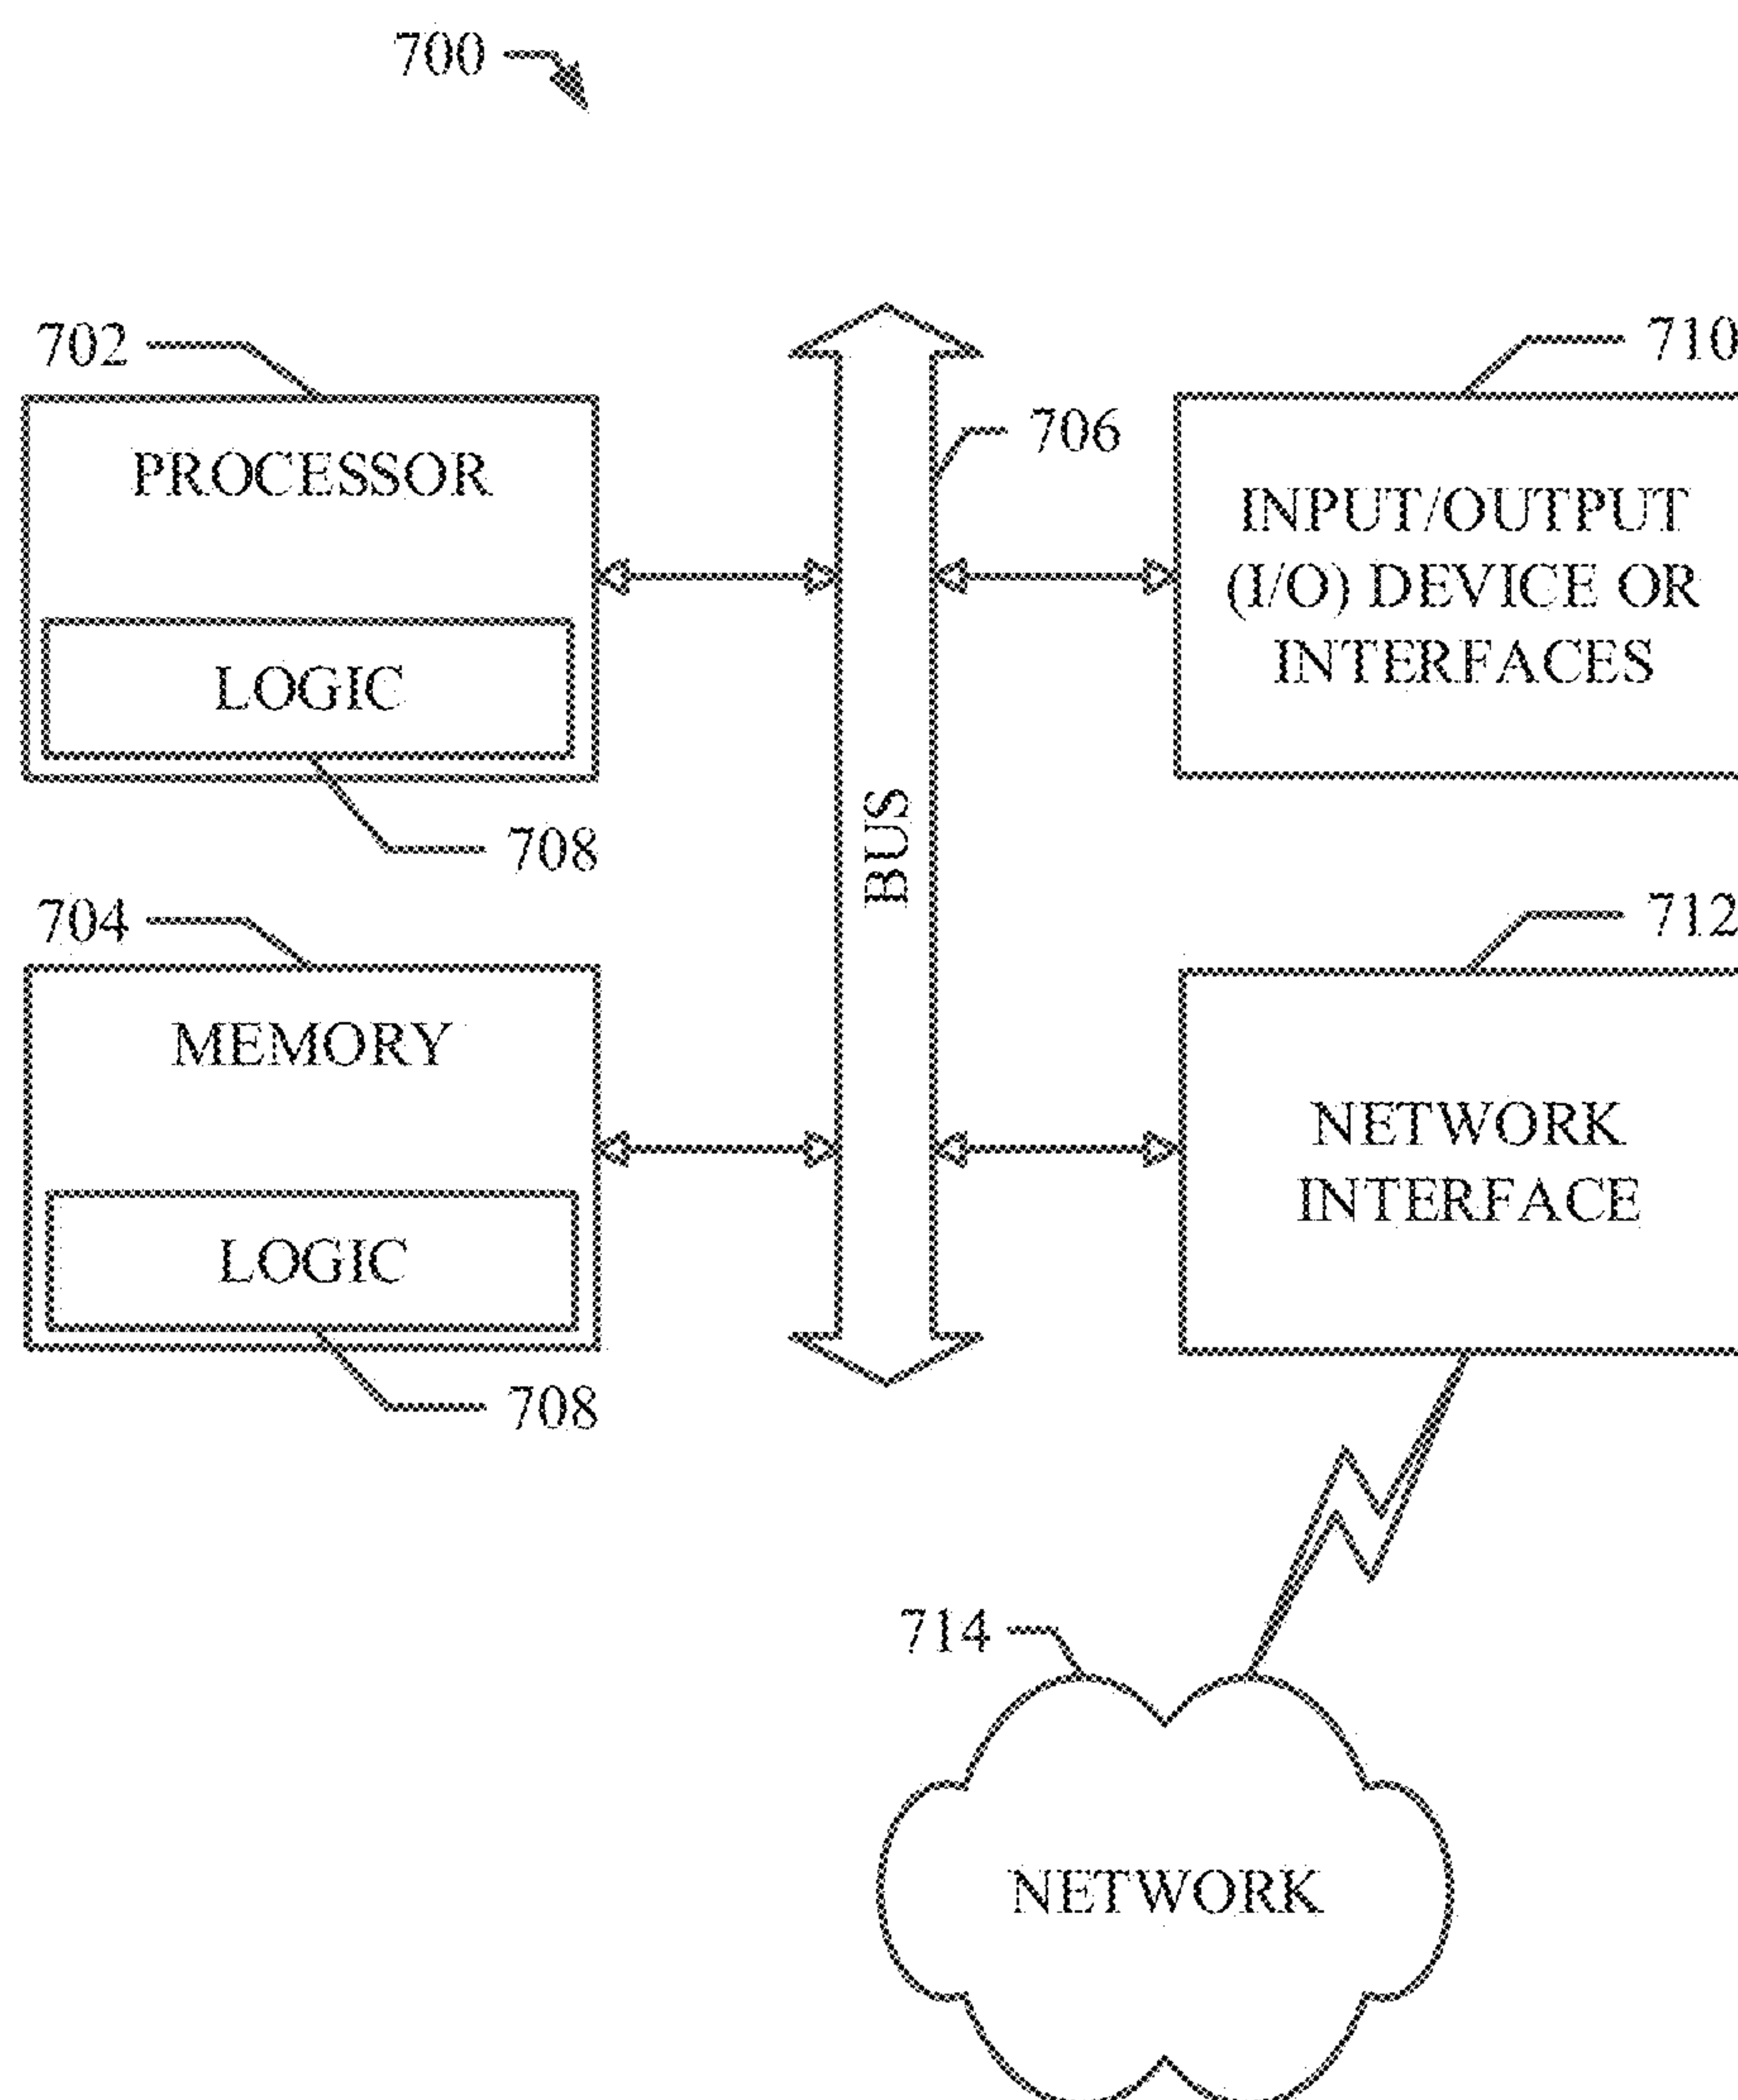 700
702
710
706
PROCESSOR
INPUT/OUTPUT
(I/O) DEVICE OR
INTERFACES
LOGIC
708
BUS
704
712
MEMORY
NETWORK
INTERFACE
LOGIC
708
714
NETWORK